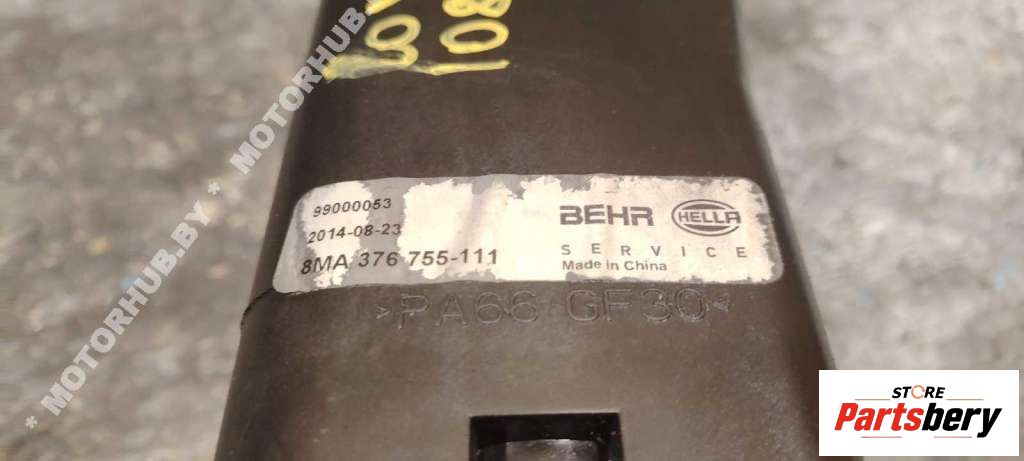 108
99000053
2014-08-23
8MA 376 755-111
BEHR HELLA
SERVICE
Made in China
>PA66 GF30<
* MOTORHUB.BY * MOTORHUB
STORE
Partsbery